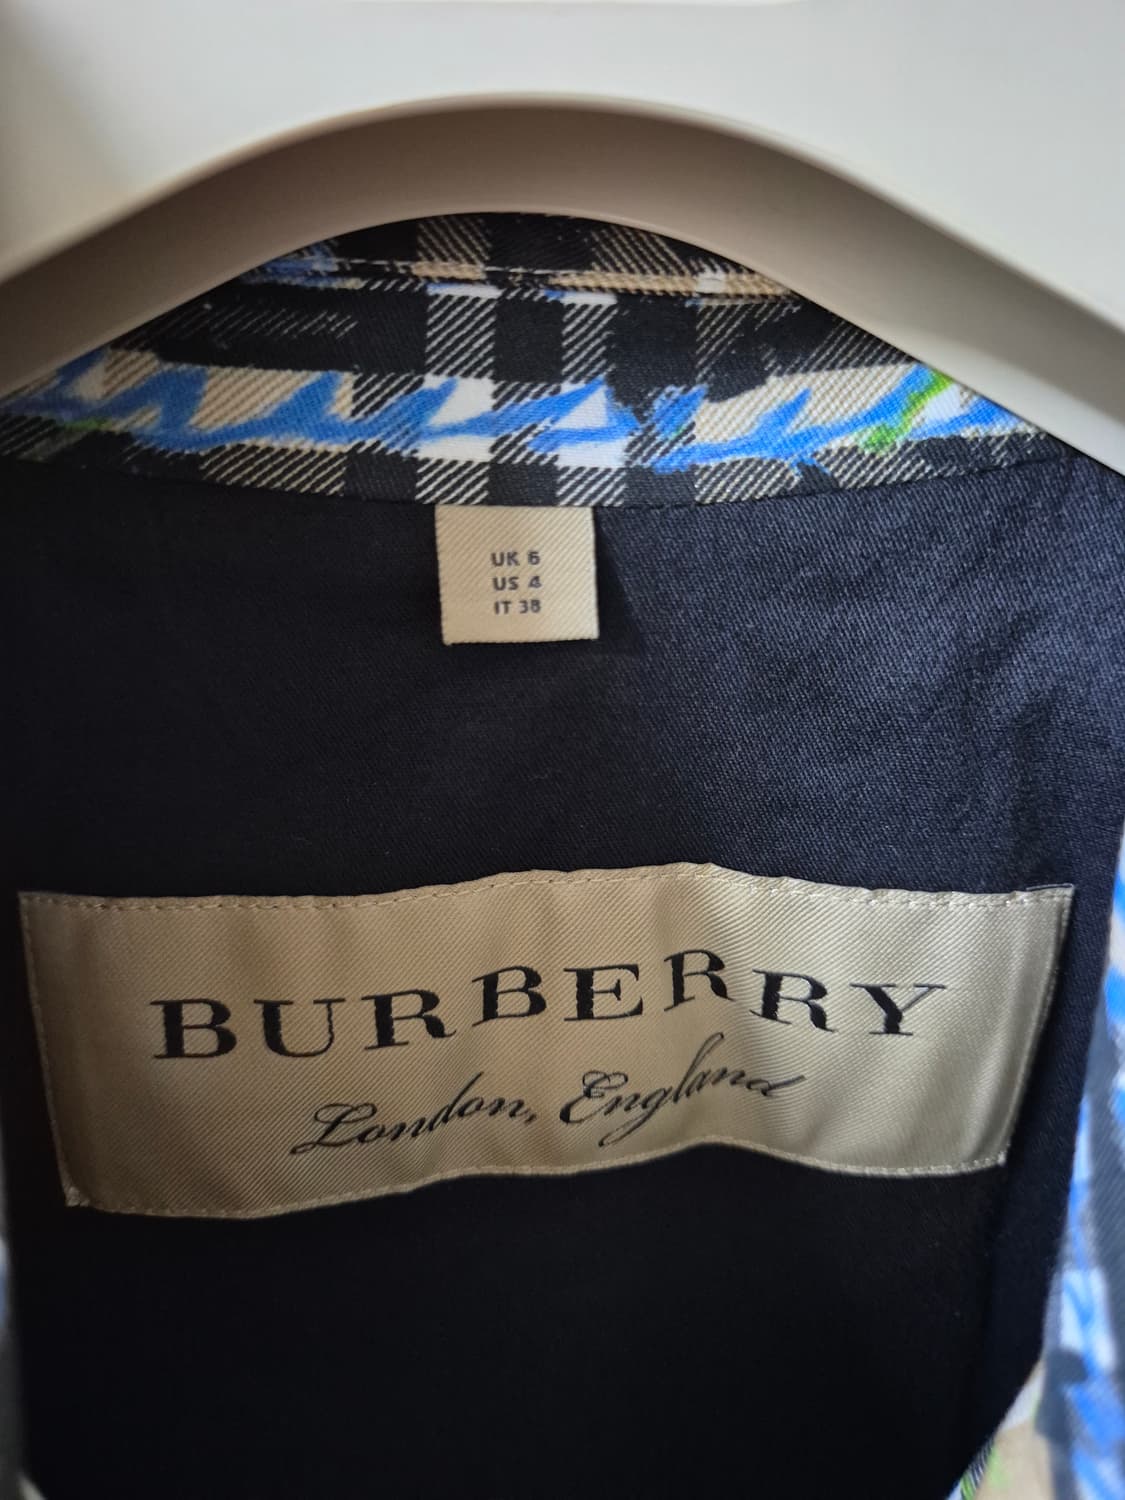 UK 6
US 4
IT 38
BURBERRY
London, England